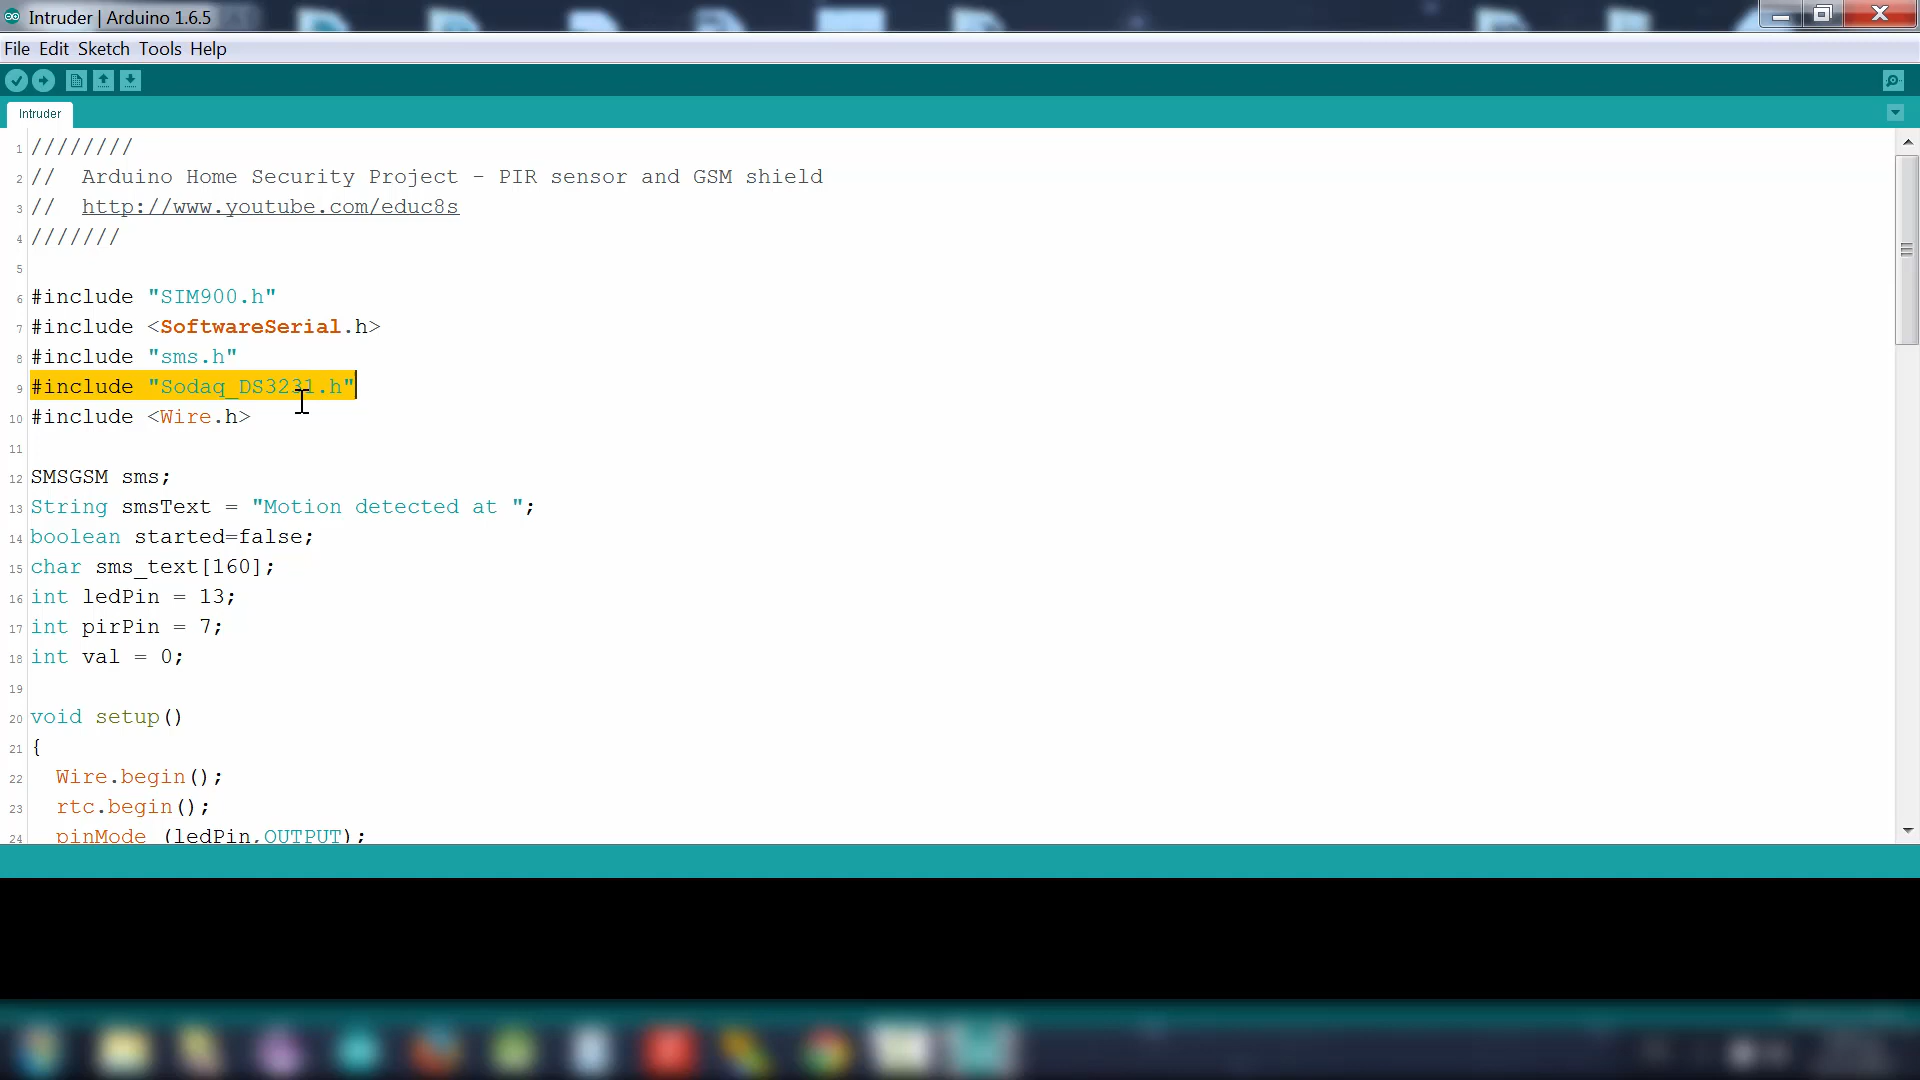 Intruder | Arduino 1.6.5
File Edit Sketch Tools Help
Intruder
1 ////////
2 //  Arduino Home Security Project - PIR sensor and GSM shield
3 //  http://www.youtube.com/educ8s
4 ///////
5
6 #include "SIM900.h"
7 #include <SoftwareSerial.h>
8 #include "sms.h"
9 #include "Sodaq_DS3231.h"
10 #include <Wire.h>
11
12 SMSGSM sms;
13 String smsText = "Motion detected at ";
14 boolean started=false;
15 char sms_text[160];
16 int ledPin = 13;
17 int pirPin = 7;
18 int val = 0;
19
20 void setup()
21 {
22   Wire.begin();
23   rtc.begin();
24   pinMode (ledPin,OUTPUT);